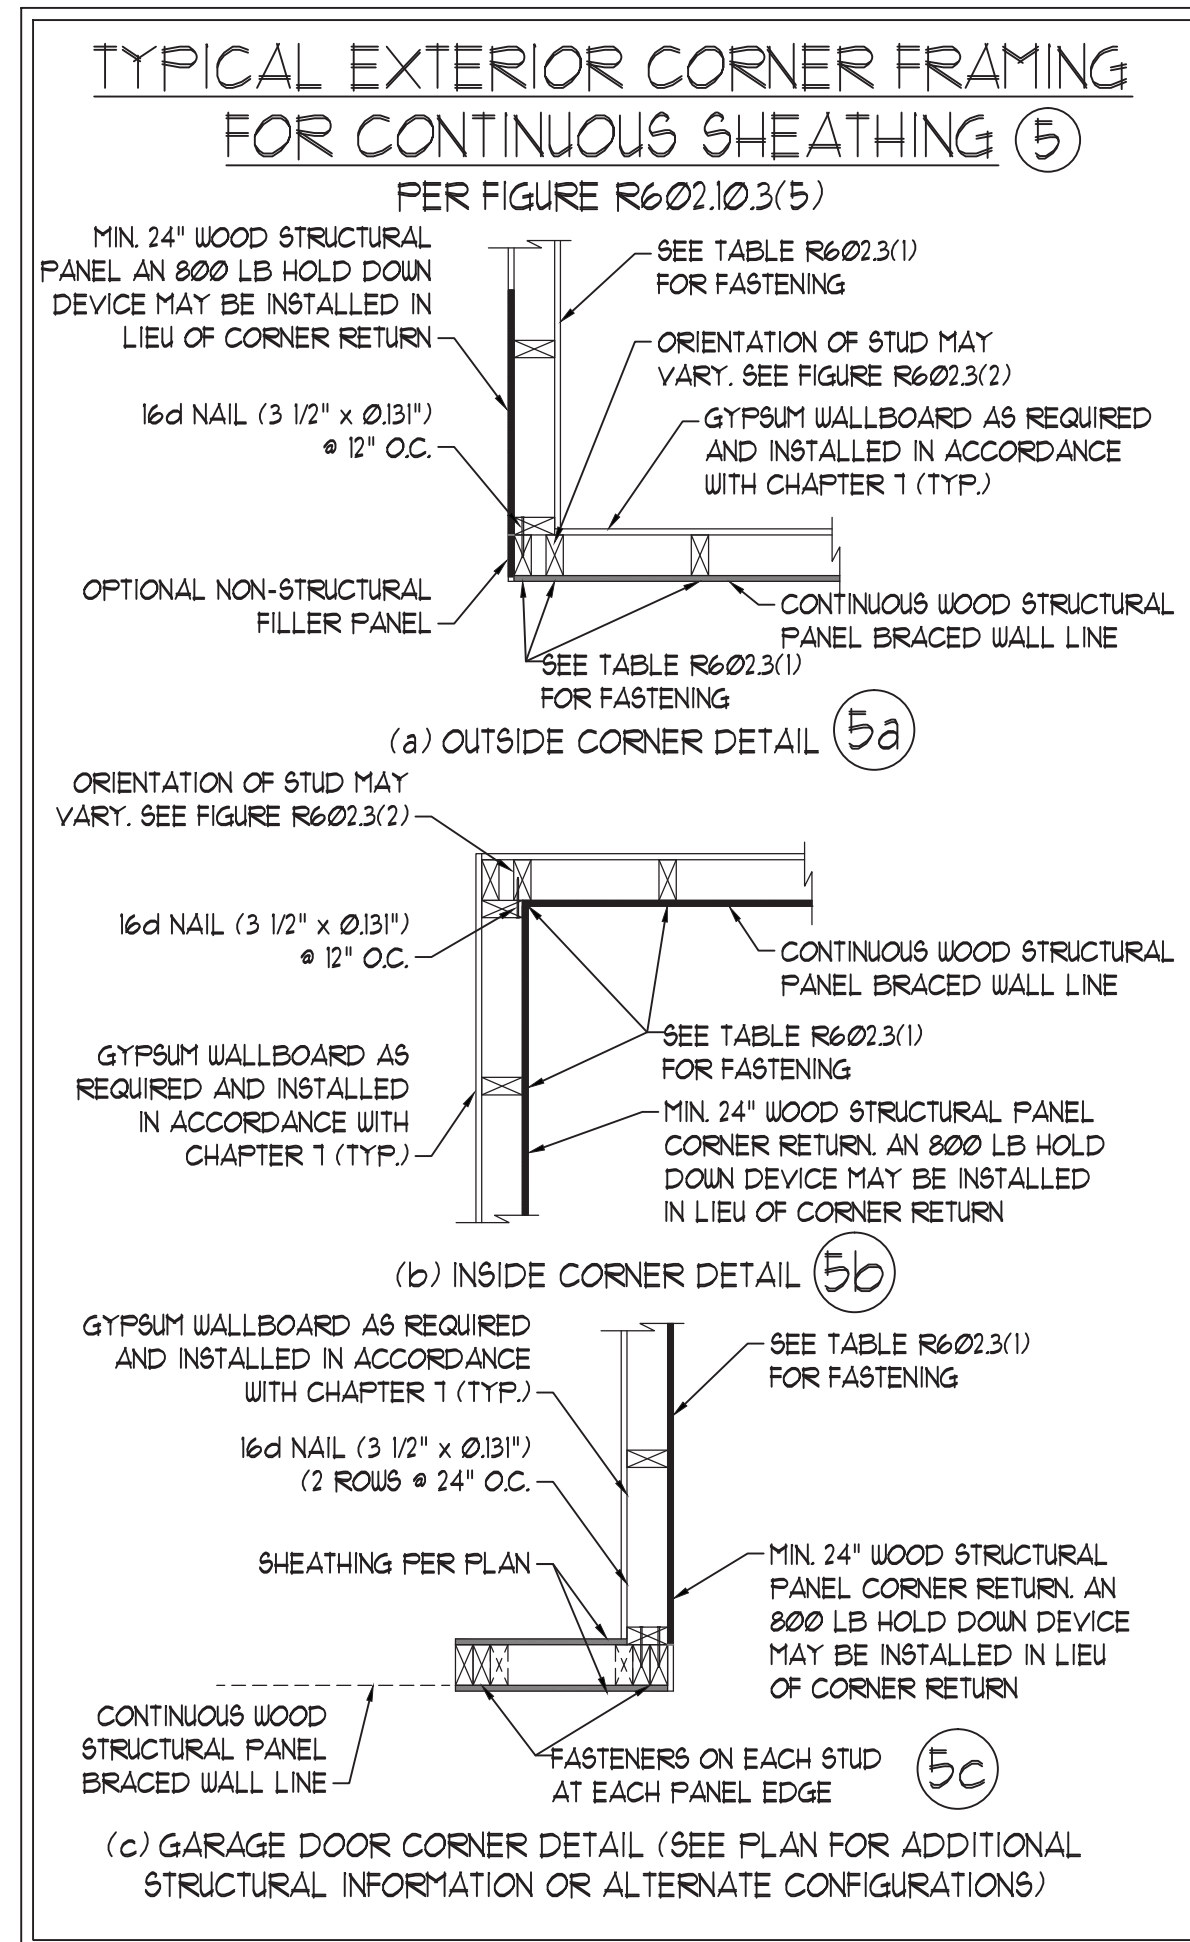 TYPICAL EXTERIOR CORNER FRAMING
FOR CONTINUOUS SHEATHING 5
PER FIGURE R602.10.3(5)
MIN. 24" WOOD STRUCTURAL
PANEL AN 800 LB HOLD DOWN
DEVICE MAY BE INSTALLED IN
LIEU OF CORNER RETURN
SEE TABLE R602.3(1)
FOR FASTENING
ORIENTATION OF STUD MAY
VARY. SEE FIGURE R602.3(2)
16d NAIL (3 1/2" x 0.131")
@ 12" O.C.
GYPSUM WALLBOARD AS REQUIRED
AND INSTALLED IN ACCORDANCE
WITH CHAPTER 7 (TYP.)
OPTIONAL NON-STRUCTURAL
FILLER PANEL
CONTINUOUS WOOD STRUCTURAL
PANEL BRACED WALL LINE
SEE TABLE R602.3(1)
FOR FASTENING
(a) OUTSIDE CORNER DETAIL 5a
ORIENTATION OF STUD MAY
VARY. SEE FIGURE R602.3(2)
16d NAIL (3 1/2" x 0.131")
@ 12" O.C.
CONTINUOUS WOOD STRUCTURAL
PANEL BRACED WALL LINE
SEE TABLE R602.3(1)
FOR FASTENING
GYPSUM WALLBOARD AS
REQUIRED AND INSTALLED
IN ACCORDANCE WITH
CHAPTER 7 (TYP.)
MIN. 24" WOOD STRUCTURAL PANEL
CORNER RETURN. AN 800 LB HOLD
DOWN DEVICE MAY BE INSTALLED
IN LIEU OF CORNER RETURN
(b) INSIDE CORNER DETAIL 5b
GYPSUM WALLBOARD AS REQUIRED
AND INSTALLED IN ACCORDANCE
WITH CHAPTER 7 (TYP.)
SEE TABLE R602.3(1)
FOR FASTENING
16d NAIL (3 1/2" x 0.131")
(2 ROWS @ 24" O.C.
SHEATHING PER PLAN
MIN. 24" WOOD STRUCTURAL
PANEL CORNER RETURN. AN
800 LB HOLD DOWN DEVICE
MAY BE INSTALLED IN LIEU
OF CORNER RETURN
CONTINUOUS WOOD
STRUCTURAL PANEL
BRACED WALL LINE
FASTENERS ON EACH STUD
AT EACH PANEL EDGE
5c
(c) GARAGE DOOR CORNER DETAIL (SEE PLAN FOR ADDITIONAL
STRUCTURAL INFORMATION OR ALTERNATE CONFIGURATIONS)